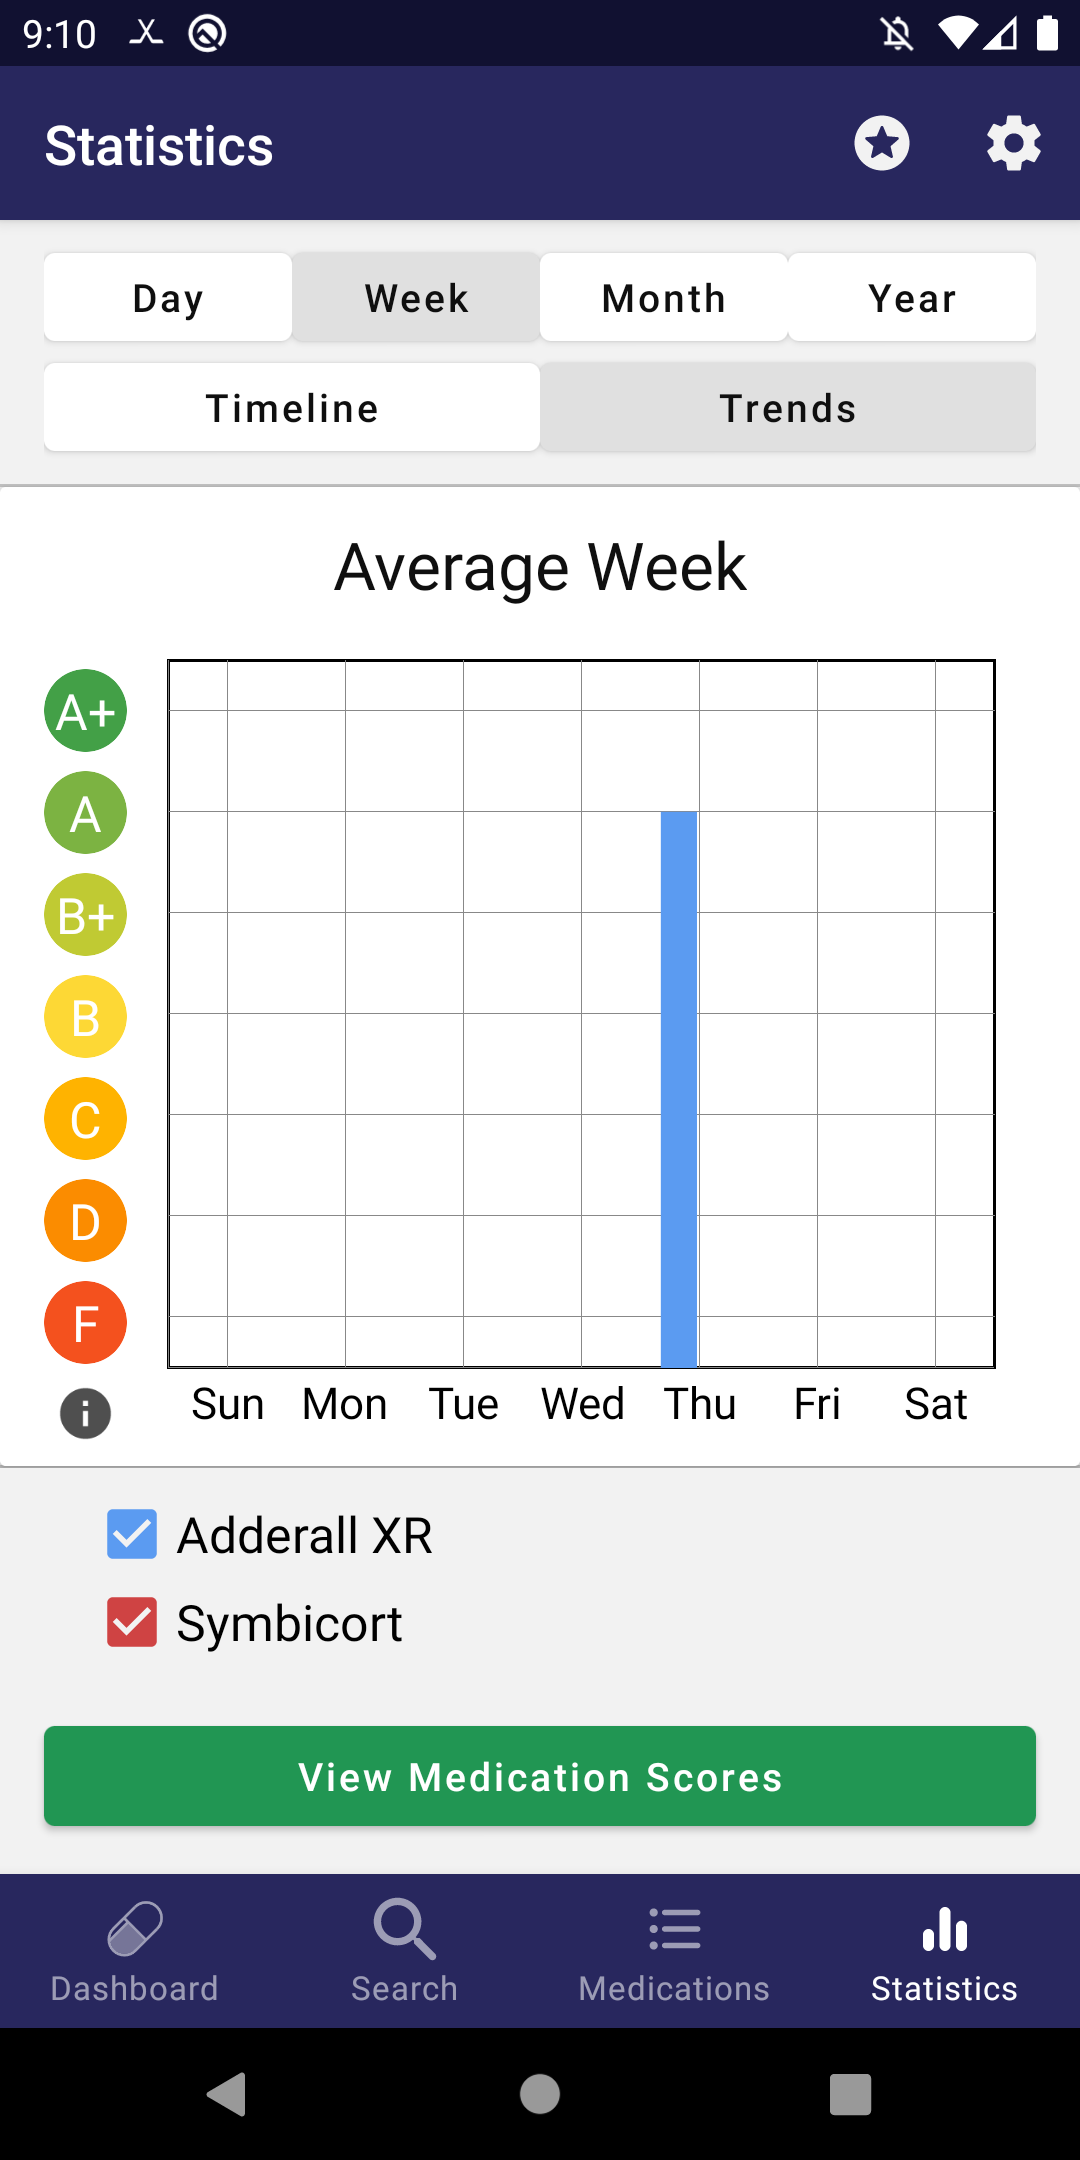 9:10
Statistics
Day Week Month Year
Timeline Trends
Average Week
A+
A
B+
B
C
D
F
Sun Mon Tue Wed Thu Fri Sat
Adderall XR
Symbicort
View Medication Scores
Dashboard Search Medications Statistics